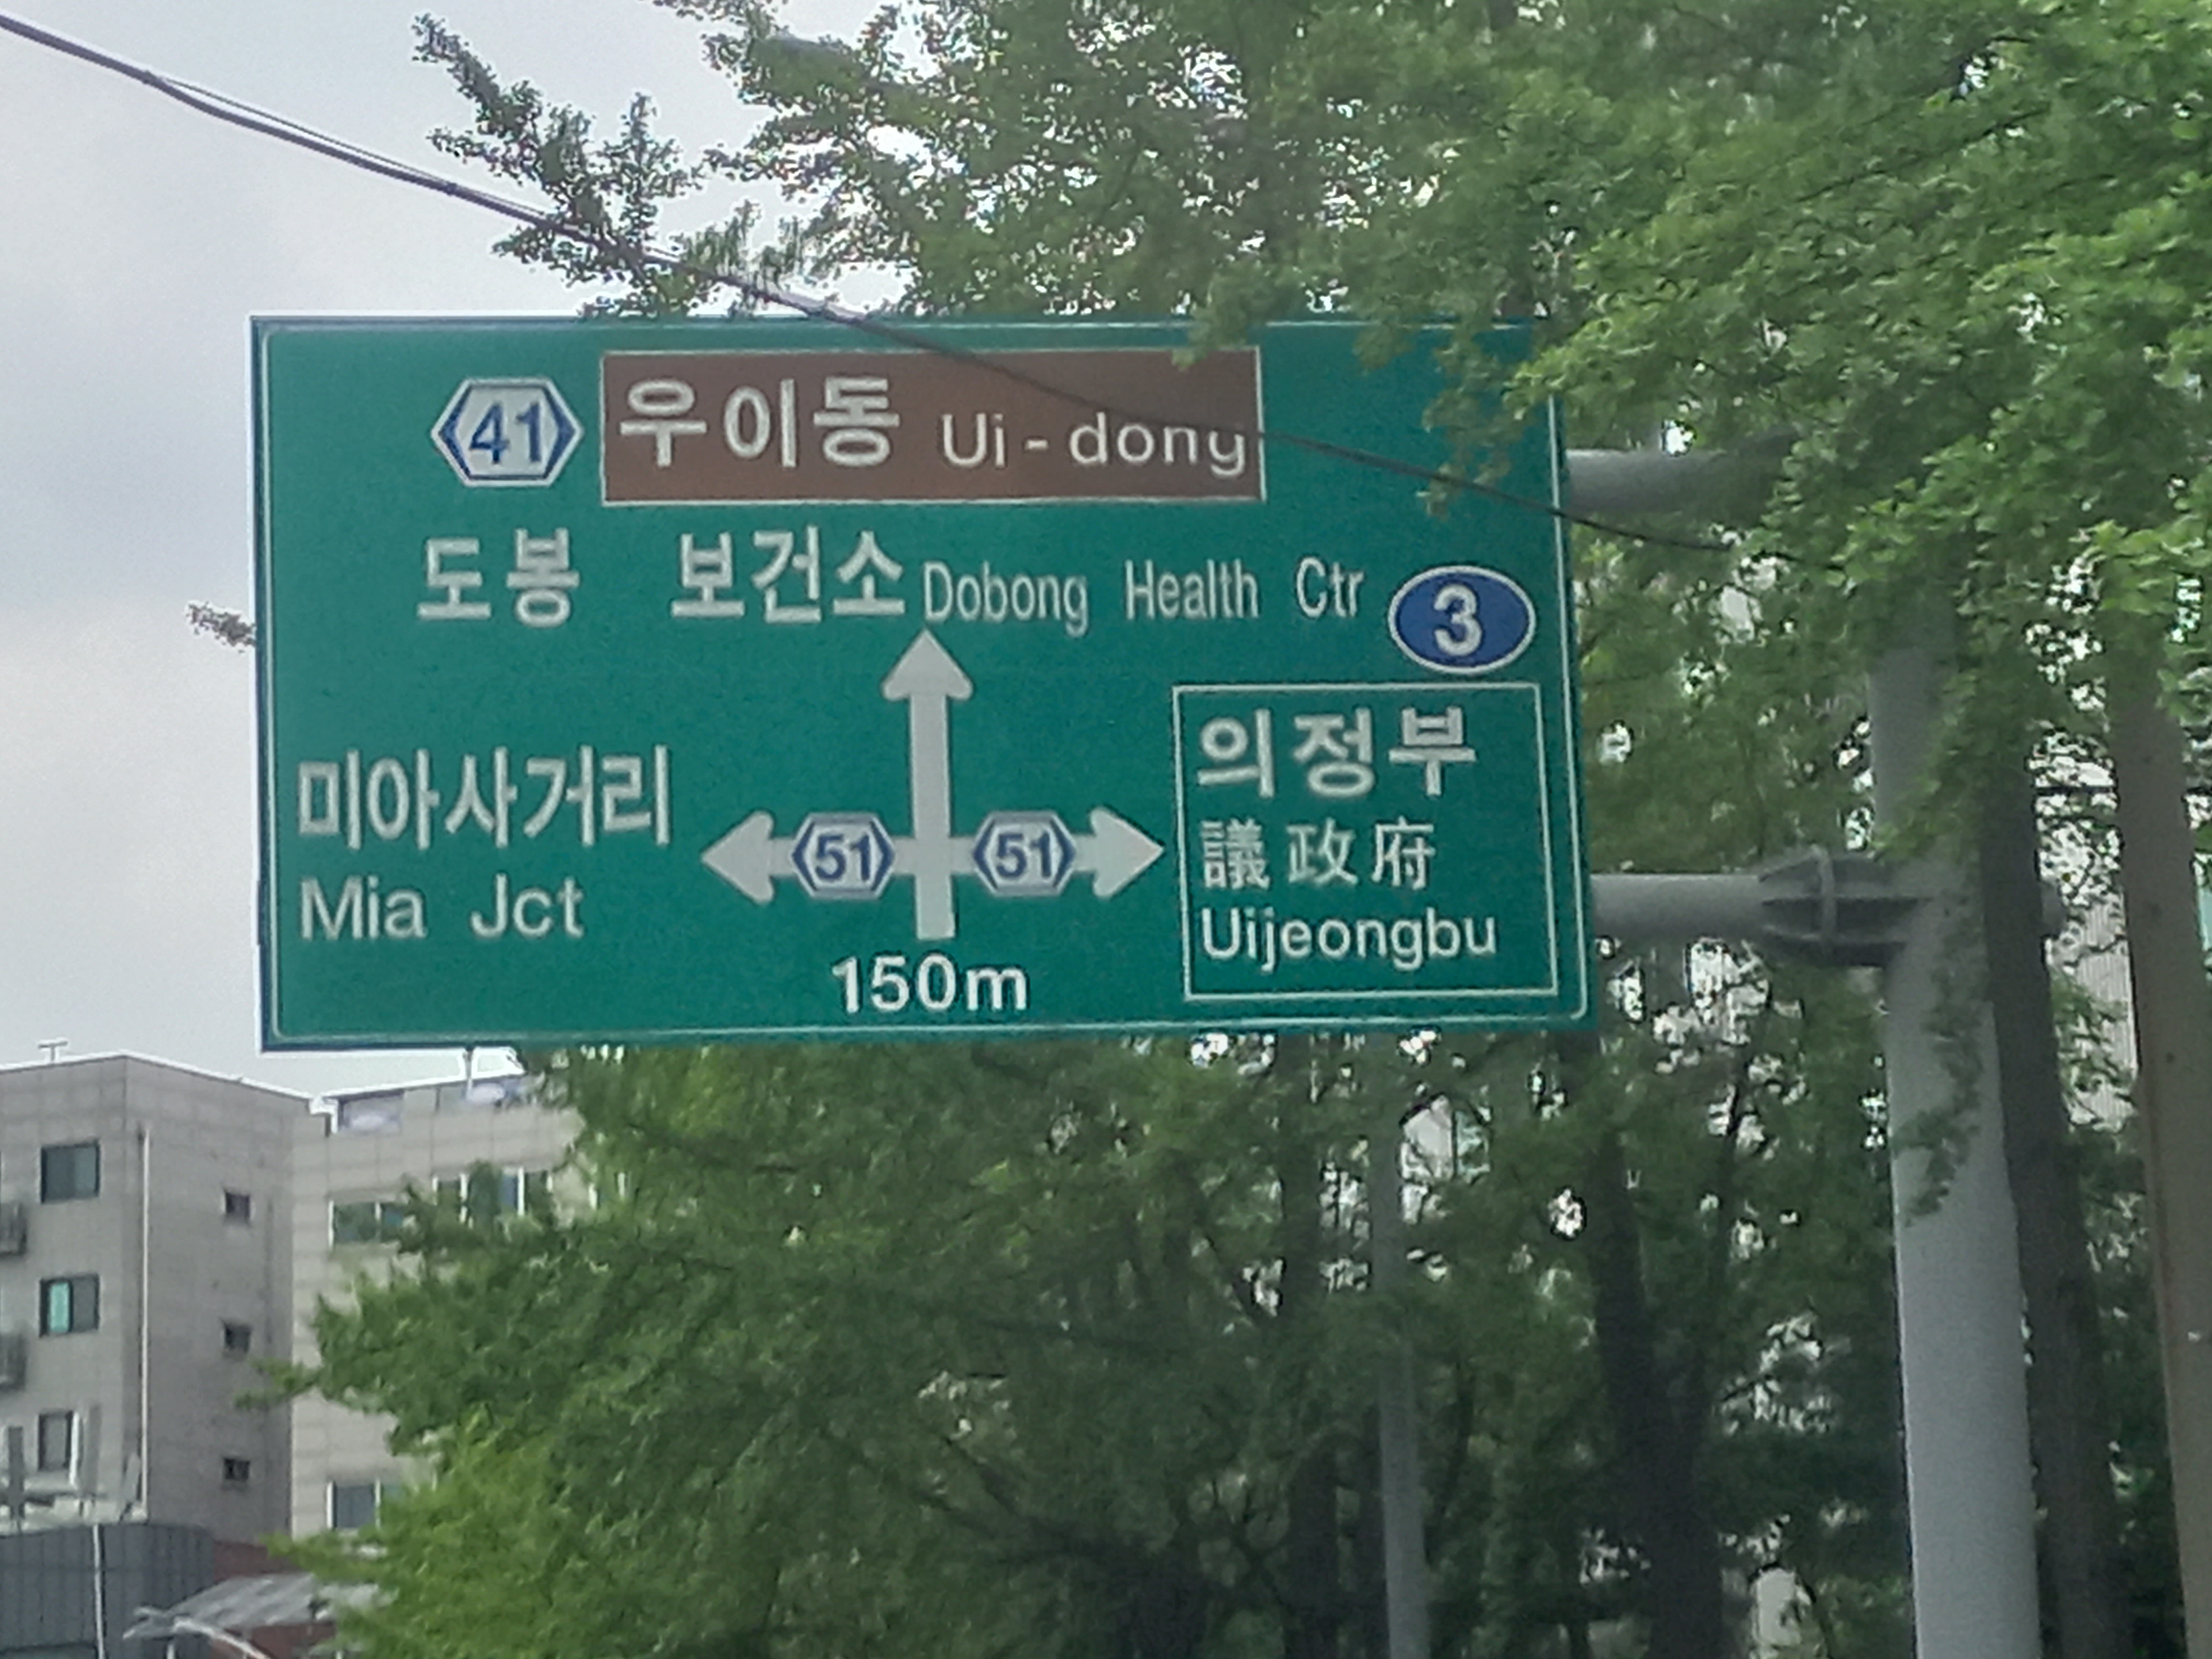 41 우이동 Ui-dong
도봉 보건소 Dobong Health Ctr 3
미아사거리
Mia Jct
51 51
의정부
議政府
Uijeongbu
150m